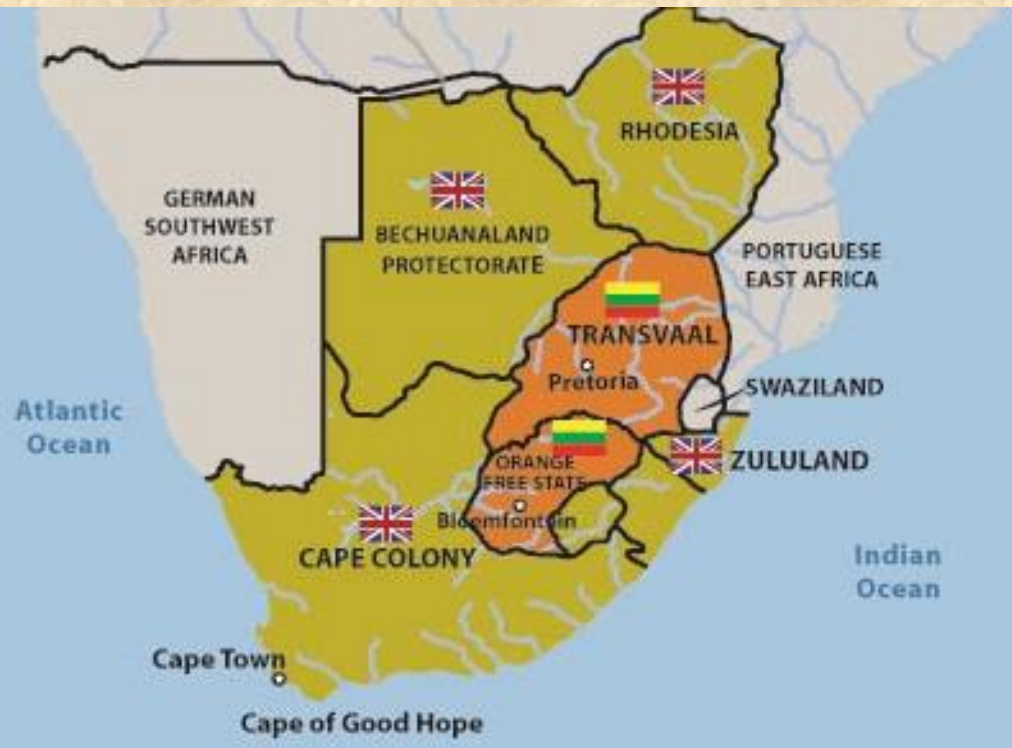 RHODESIA
GERMAN
SOUTHWEST
AFRICA
BECHUANALAND
PROTECTORATE
PORTUGUESE
EAST AFRICA
TRANSVAAL
Pretoria
SWAZILAND
Atlantic
Ocean
ZULULAND
ORANGE
FREE STATE
Bloemfontein
CAPE COLONY
Indian
Ocean
Cape Town
Cape of Good Hope